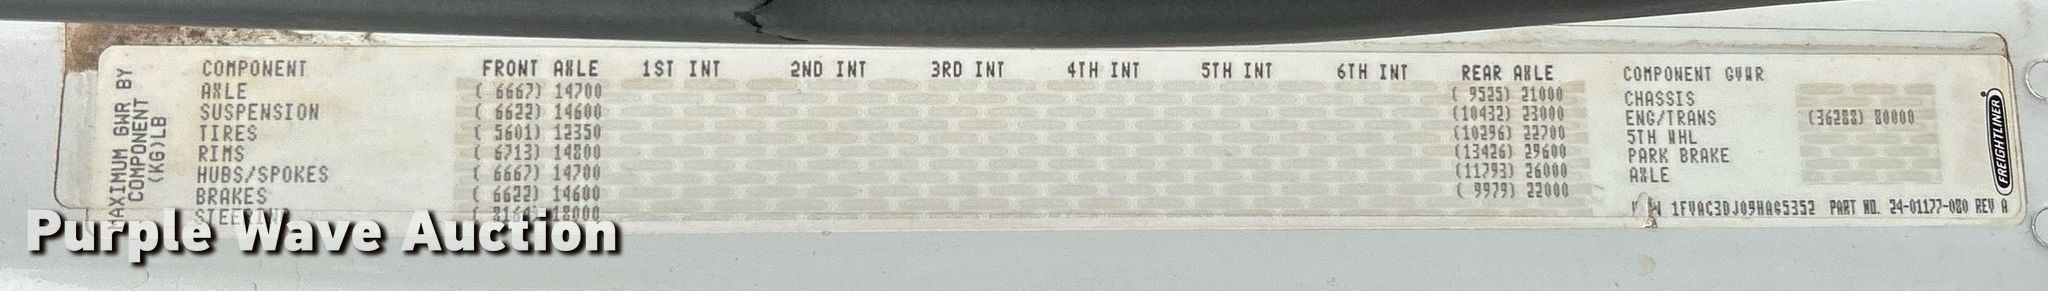 MAXIMUM GWR BY
COMPONENT
(KG)LB
COMPONENT FRONT AXLE 1ST INT 2ND INT 3RD INT 4TH INT 5TH INT 6TH INT REAR AXLE COMPONENT GVWR
AXLE ( 6667) 14700 ( 9525) 21000 CHASSIS
SUSPENSION ( 6622) 14600 (10432) 23000 ENG/TRANS (36288) 80000
TIRES ( 5601) 12350 (10296) 22700 5TH WHL
RIMS ( 6713) 14800 (13426) 29600 PARK BRAKE
HUBS/SPOKES ( 6667) 14700 (11793) 26000 AXLE
BRAKES ( 6622) 14600 ( 9979) 22000
STEERING ( 8164) 18000
1FVAC3DJ09HAG5352 PART NO. 24-01177-080 REV A
FREIGHTLINER
Purple Wave Auction